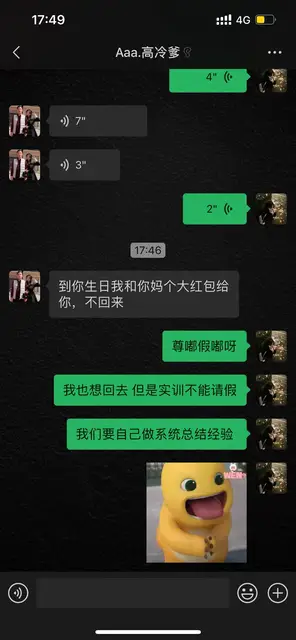 17:49
4G
Aaa.高冷爹
4"
7"
3"
2"
17:46
到你生日我和你妈个大红包给
你，不回来
尊嘟假嘟呀
我也想回去 但是实训不能请假
我们要自己做系统总结经验